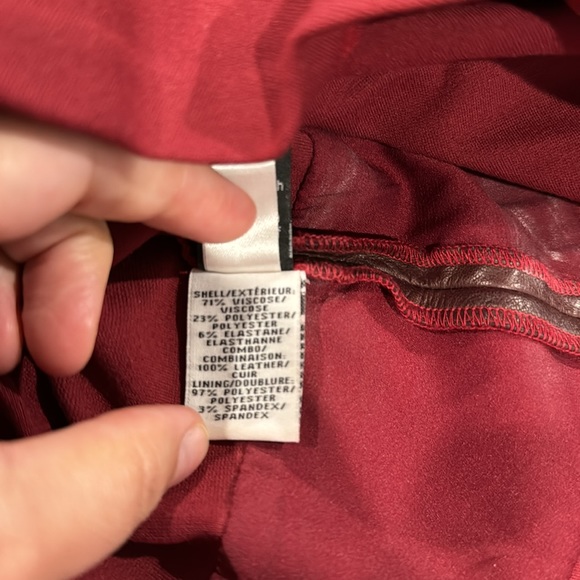 SHELL/EXTÉRIEUR:
71% VISCOSE/
VISCOSE
23% POLYESTER/
POLYESTER
6% ELASTANE/
ELASTHANNE
COMBO/
COMBINAISON:
100% LEATHER/
CUIR
LINING/DOUBLURE:
97% POLYESTER/
POLYESTER
3% SPANDEX/
SPANDEX